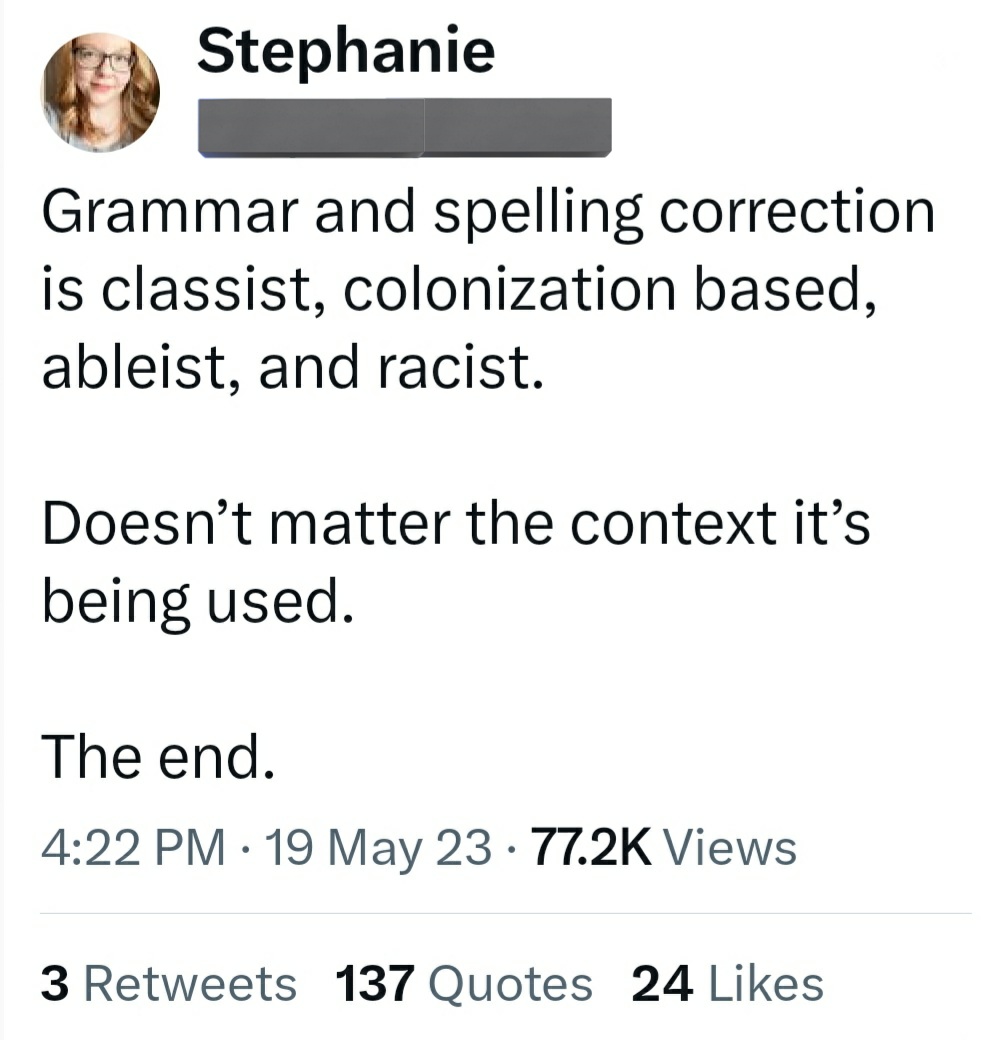 Stephanie
Grammar and spelling correction
is classist, colonization based,
ableist, and racist.
Doesn’t matter the context it’s
being used.
The end.
4:22 PM · 19 May 23 · 77.2K Views
3 Retweets 137 Quotes 24 Likes